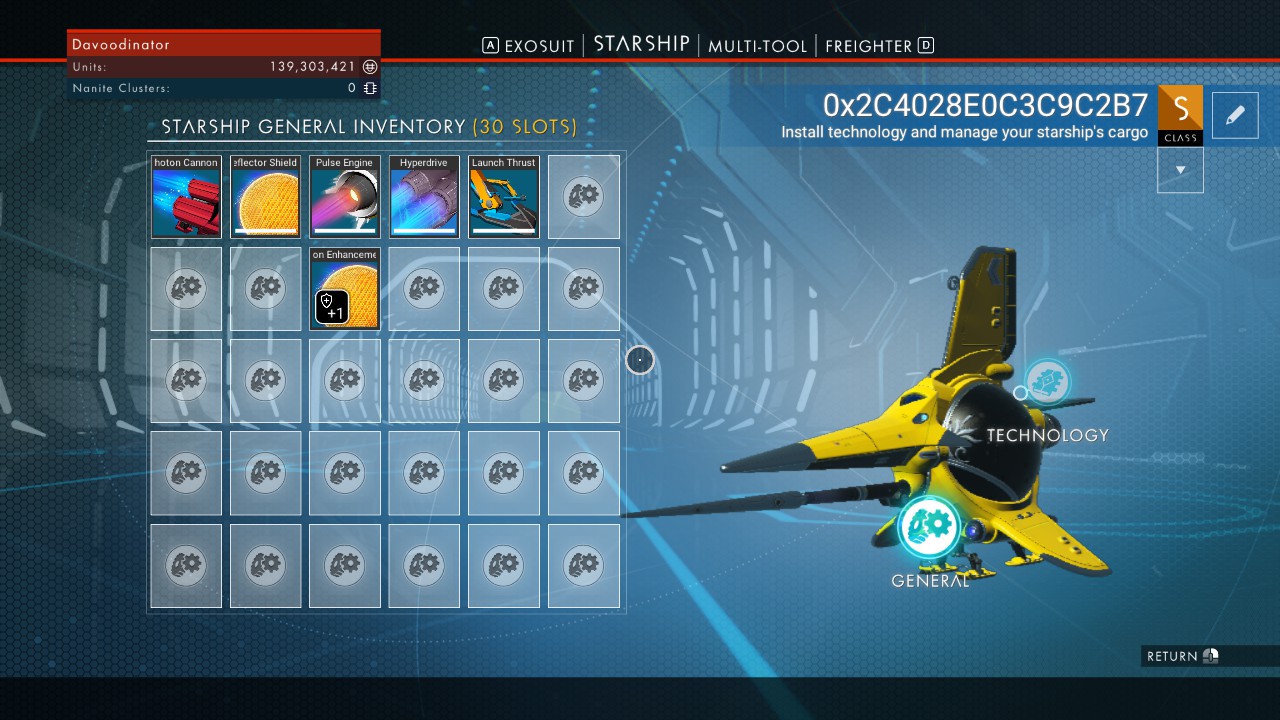 Davoodinator
Units: 139,303,421
Nanite Clusters: 0
A EXOSUIT STARSHIP MULTI-TOOL FREIGHTER D
0x2C4028E0C3C9C2B7
Install technology and manage your starship's cargo
S
CLASS
STARSHIP GENERAL INVENTORY (30 SLOTS)
hoton Cannon eflector Shield Pulse Engine Hyperdrive Launch Thrust
on Enhanceme
+1
TECHNOLOGY
GENERAL
RETURN